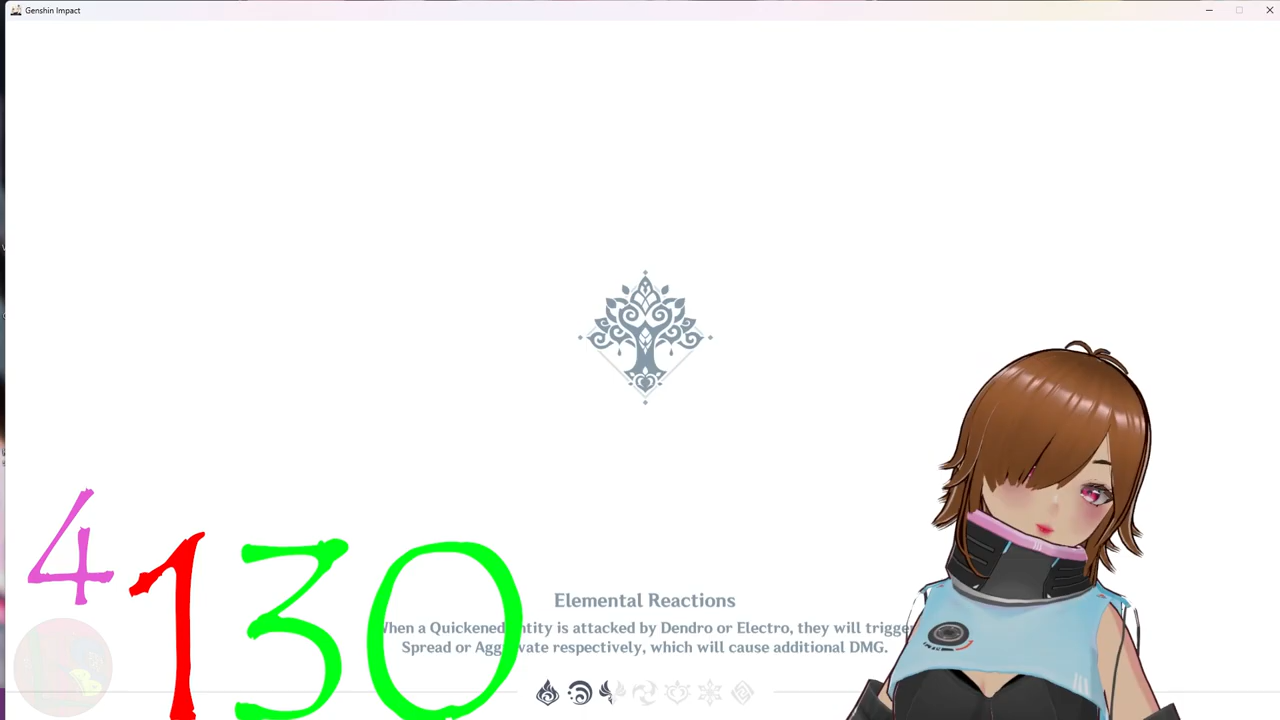 Genshin Impact
4
130
Elemental Reactions
When a Quickened Entity is attacked by Dendro or Electro, they will trigger
Spread or Aggravate respectively, which will cause additional DMG.